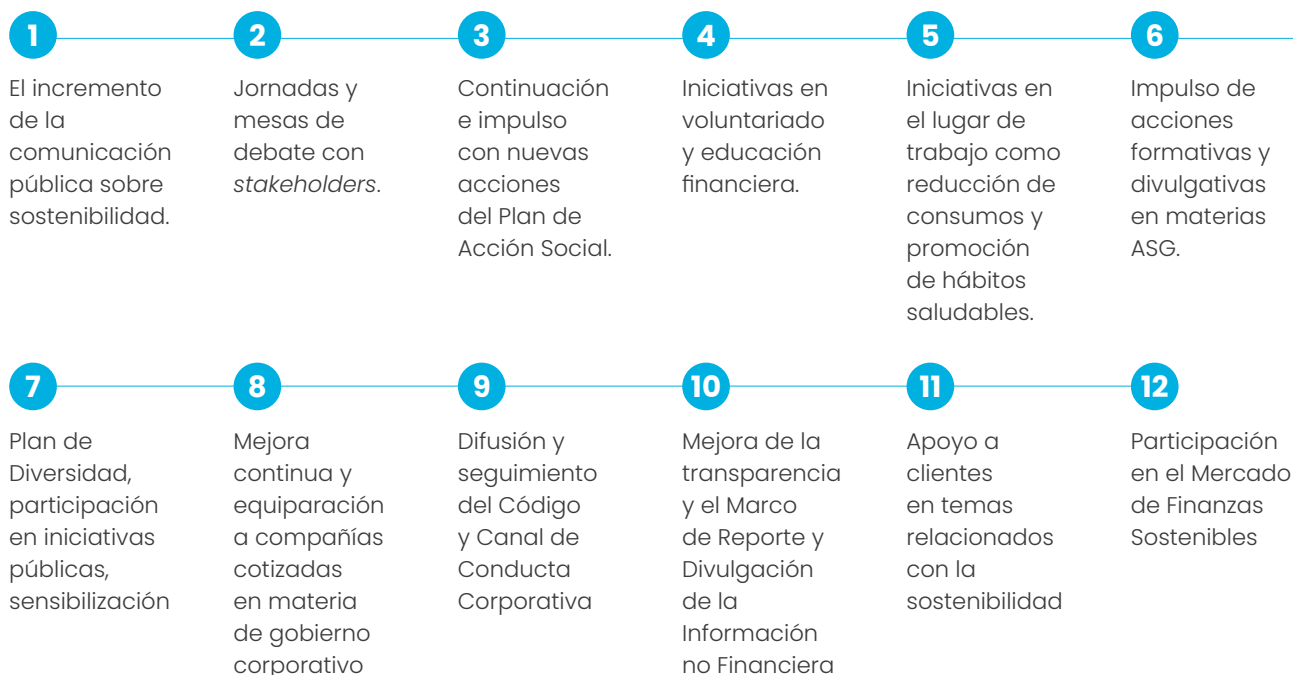 1
El incremento
de la
comunicación
pública sobre
sostenibilidad.
2
Jornadas y
mesas de
debate con
stakeholders.
3
Continuación
e impulso
con nuevas
acciones
del Plan de
Acción Social.
4
Iniciativas en
voluntariado
y educación
financiera.
5
Iniciativas en
el lugar de
trabajo como
reducción de
consumos y
promoción
de hábitos
saludables.
6
Impulso de
acciones
formativas y
divulgativas
en materias
ASG.
7
Plan de
Diversidad,
participación
en iniciativas
públicas,
sensibilización
8
Mejora
continua y
equiparación
a compañías
cotizadas
en materia
de gobierno
corporativo
9
Difusión y
seguimiento
del Código
y Canal de
Conducta
Corporativa
10
Mejora de la
transparencia
y el Marco
de Reporte y
Divulgación
de la
Información
no Financiera
11
Apoyo a
clientes
en temas
relacionados
con la
sostenibilidad
12
Participación
en el Mercado
de Finanzas
Sostenibles